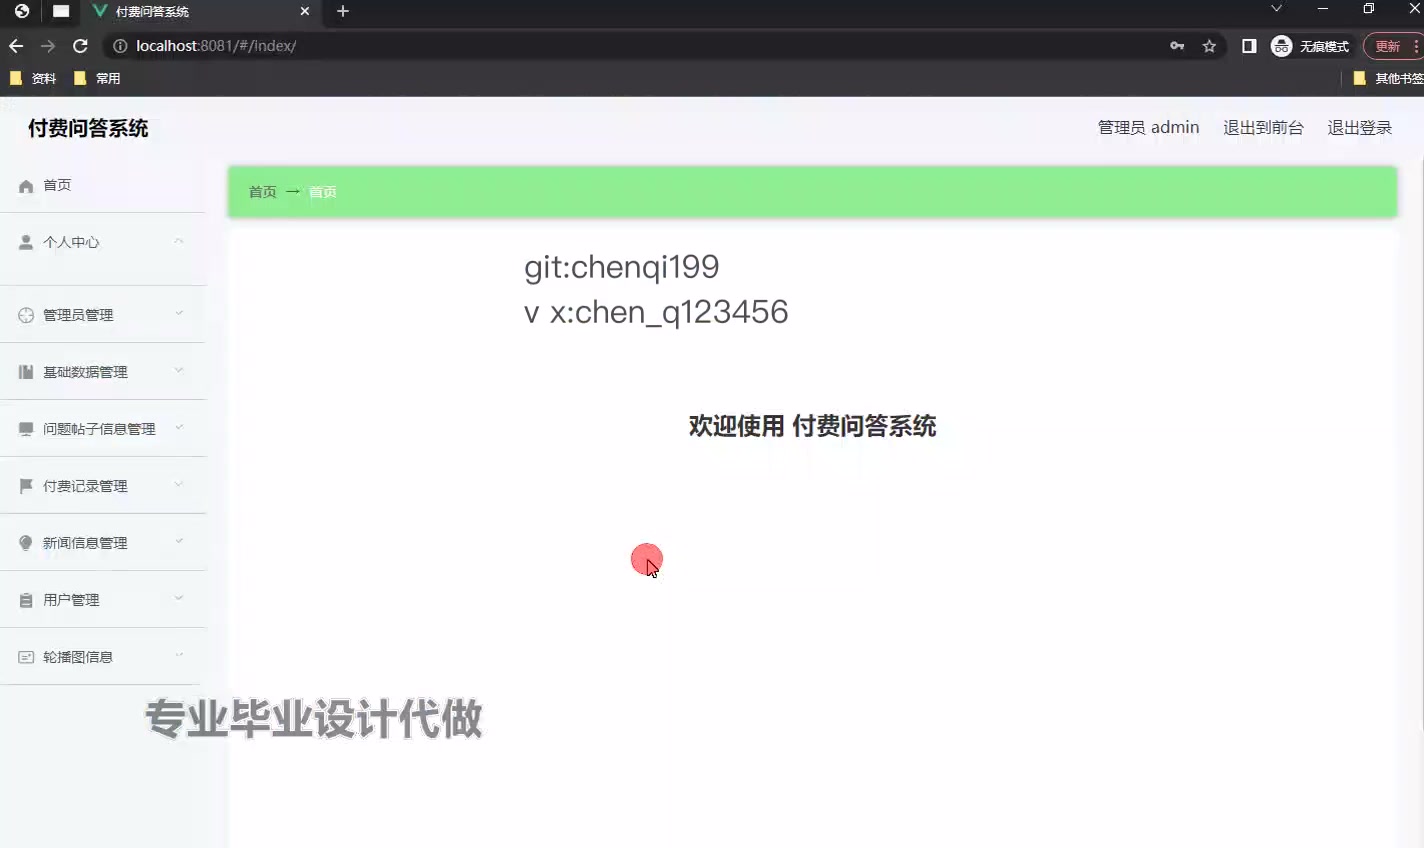 付费问答系统
localhost:8081/#/index/
无痕模式
更新
资料
常用
其他书签
付费问答系统
管理员 admin
退出到前台
退出登录
首页
首页 → 首页
个人中心
管理员管理
基础数据管理
问题帖子信息管理
付费记录管理
新闻信息管理
用户管理
轮播图信息
git:chenqi199
v x:chen_q123456
欢迎使用 付费问答系统
专业毕业设计代做